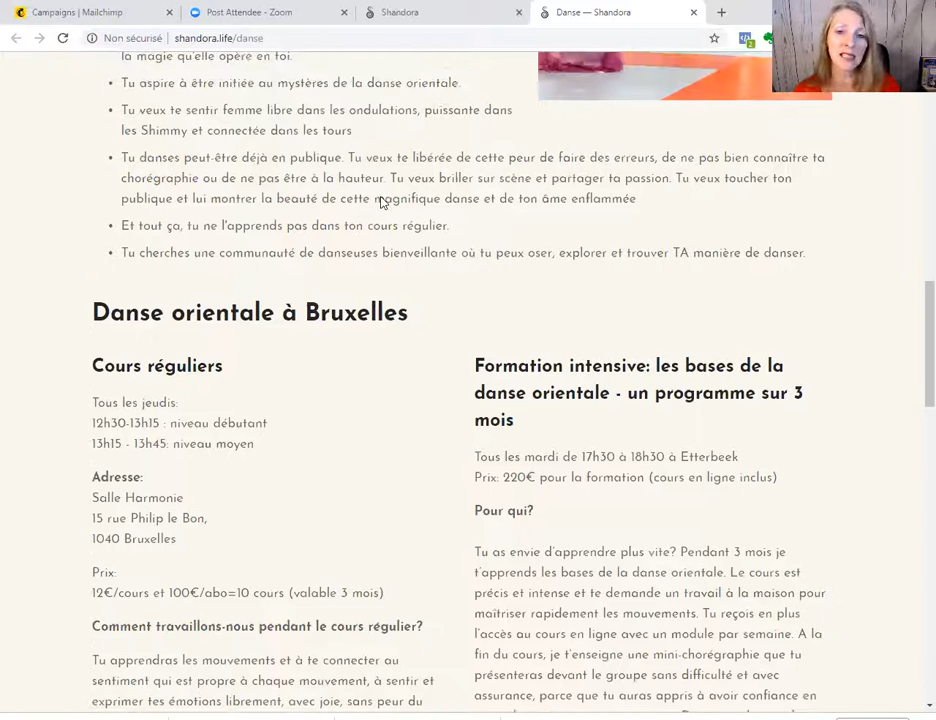 Campaigns | Mailchimp
Post Attendee - Zoom
Shandora
Danse — Shandora
Non sécurisé | shandora.life/danse
la magie qu'elle opère en toi.
• Tu aspire à être initiée au mystères de la danse orientale.
• Tu veux te sentir femme libre dans les ondulations, puissante dans
les Shimmy et connectée dans les tours
• Tu danses peut-être déjà en publique. Tu veux te libérée de cette peur de faire des erreurs, de ne pas bien connaître ta
chorégraphie ou de ne pas être à la hauteur. Tu veux briller sur scène et partager ta passion. Tu veux toucher ton
publique et lui montrer la beauté de cette magnifique danse et de ton âme enflammée
• Et tout ça, tu ne l'apprends pas dans ton cours régulier.
• Tu cherches une communauté de danseuses bienveillante où tu peux oser, explorer et trouver TA manière de danser.
Danse orientale à Bruxelles
Cours réguliers
Tous les jeudis:
12h30-13h15 : niveau débutant
13h15 - 13h45: niveau moyen
Adresse:
Salle Harmonie
15 rue Philip le Bon,
1040 Bruxelles
Prix:
12€/cours et 100€/abo=10 cours (valable 3 mois)
Comment travaillons-nous pendant le cours régulier?
Tu apprendras les mouvements et à te connecter au
sentiment qui est propre à chaque mouvement, à sentir et
exprimer tes émotions librement, avec joie, sans peur du
Formation intensive: les bases de la
danse orientale - un programme sur 3
mois
Tous les mardi de 17h30 à 18h30 à Etterbeek
Prix: 220€ pour la formation (cours en ligne inclus)
Pour qui?
Tu as envie d'apprendre plus vite? Pendant 3 mois je
t'apprends les bases de la danse orientale. Le cours est
précis et intense et te demande un travail à la maison pour
maîtriser rapidement les mouvements. Tu reçois en plus
l'accès au cours en ligne avec un module par semaine. A la
fin du cours, je t'enseigne une mini-chorégraphie que tu
présenteras devant le groupe sans difficulté et avec
assurance, parce que tu auras appris à avoir confiance en